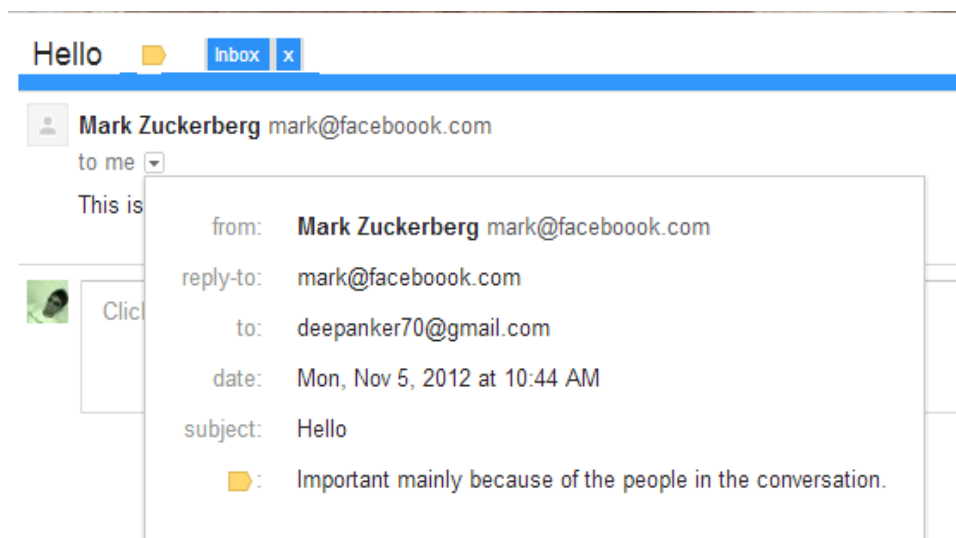 Hello Inbox x
Mark Zuckerberg mark@faceboook.com
to me
This is
from: Mark Zuckerberg mark@faceboook.com
reply-to: mark@faceboook.com
to: deepanker70@gmail.com
date: Mon, Nov 5, 2012 at 10:44 AM
subject: Hello
: Important mainly because of the people in the conversation.